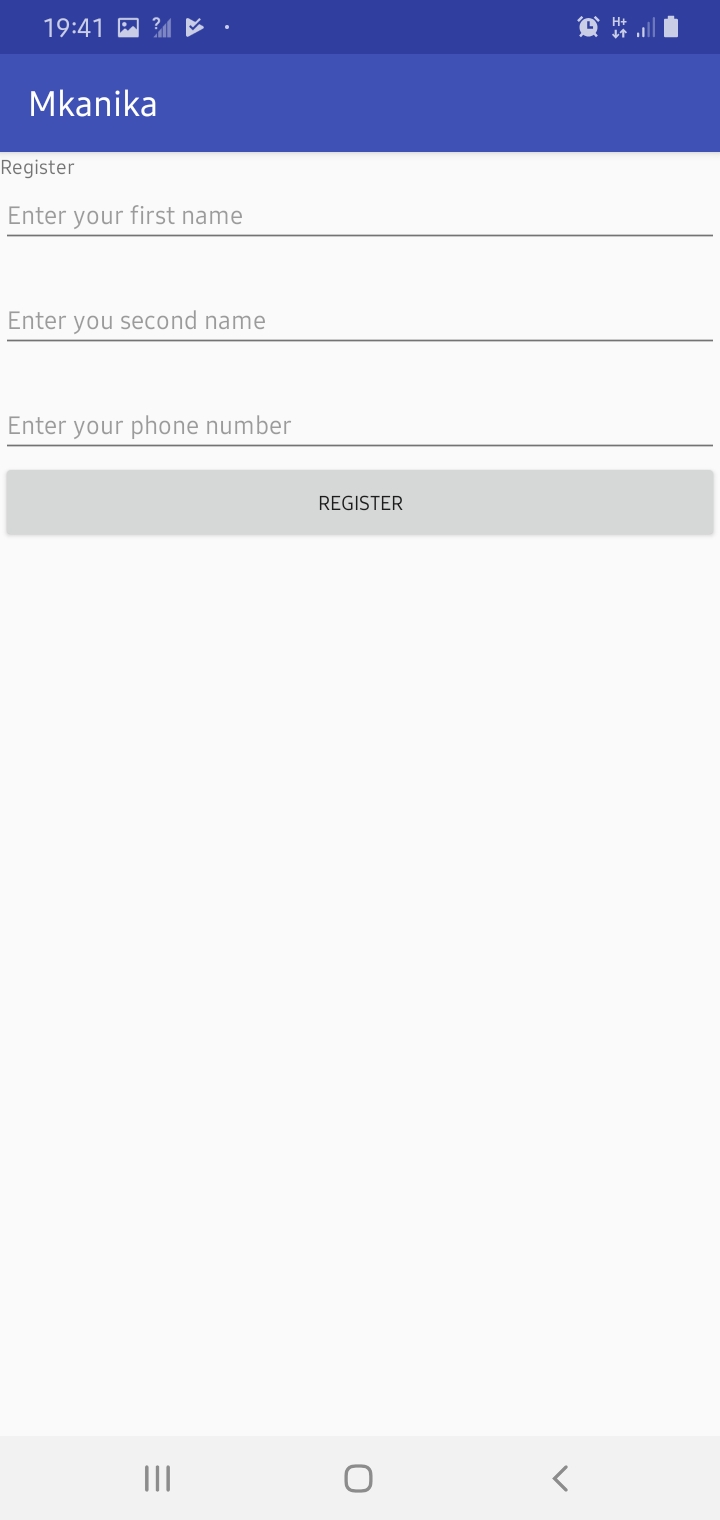 19:41
H+
Mkanika
Register
Enter your first name
Enter you second name
Enter your phone number
REGISTER